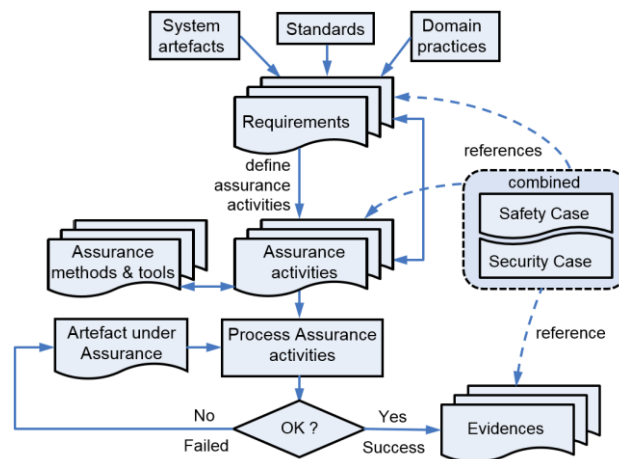 System
artefacts
Standards
Domain
practices
Requirements
define
assurance
activities
references
combined
Safety Case
Security Case
Assurance
methods & tools
Assurance
activities
Artefact under
Assurance
Process Assurance
activities
reference
No
Failed
OK ?
Yes
Success
Evidences